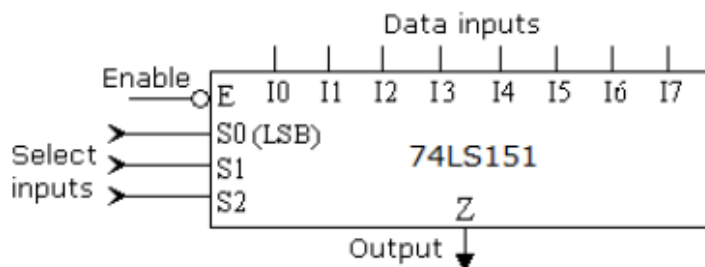 Data inputs
Enable
E I0 I1 I2 I3 I4 I5 I6 I7
S0 (LSB)
Select
inputs
S1
74LS151
S2
Z
Output